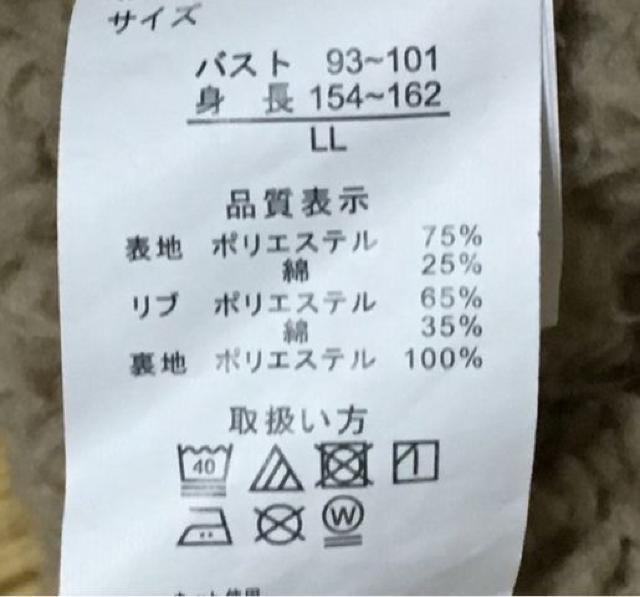 サイズ
バスト 93~101
身 長 154~162
LL
品質表示
表地 ポリエステル 75%
綿 25%
リブ ポリエステル 65%
綿 35%
裏地 ポリエステル 100%
取扱い方
40
W